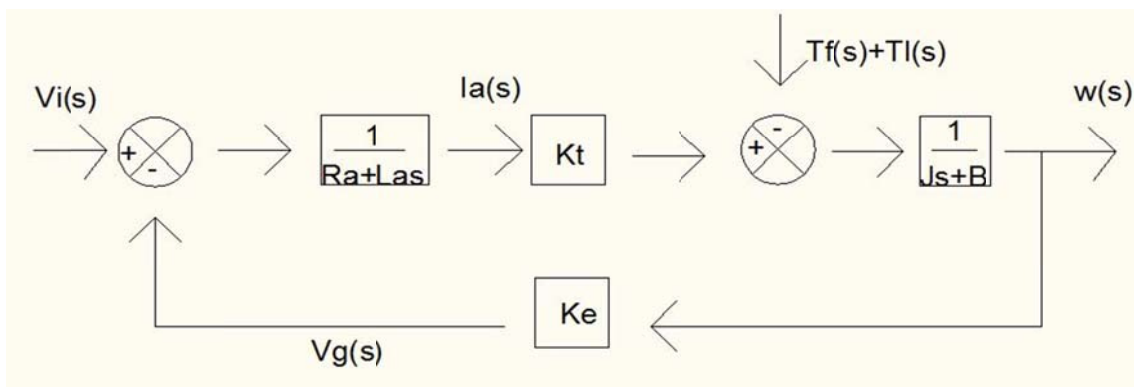 Tf(s)+Tl(s)
Vi(s)
Ia(s)
w(s)
+
-
1
Ra+Las
Kt
-
+
1
Js+B
Ke
Vg(s)